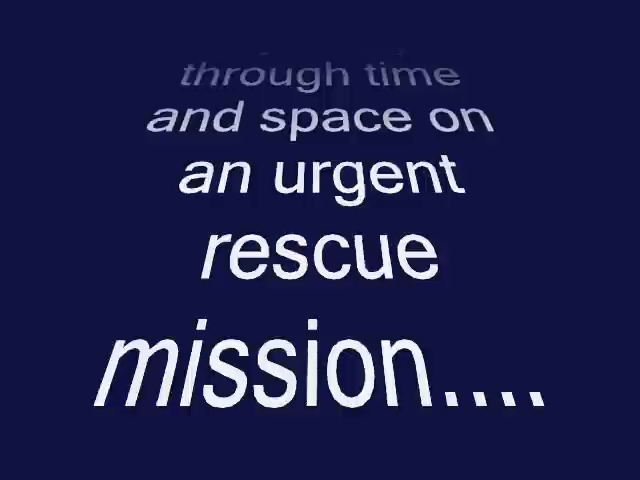 through time
and space on
an urgent
rescue
mission....